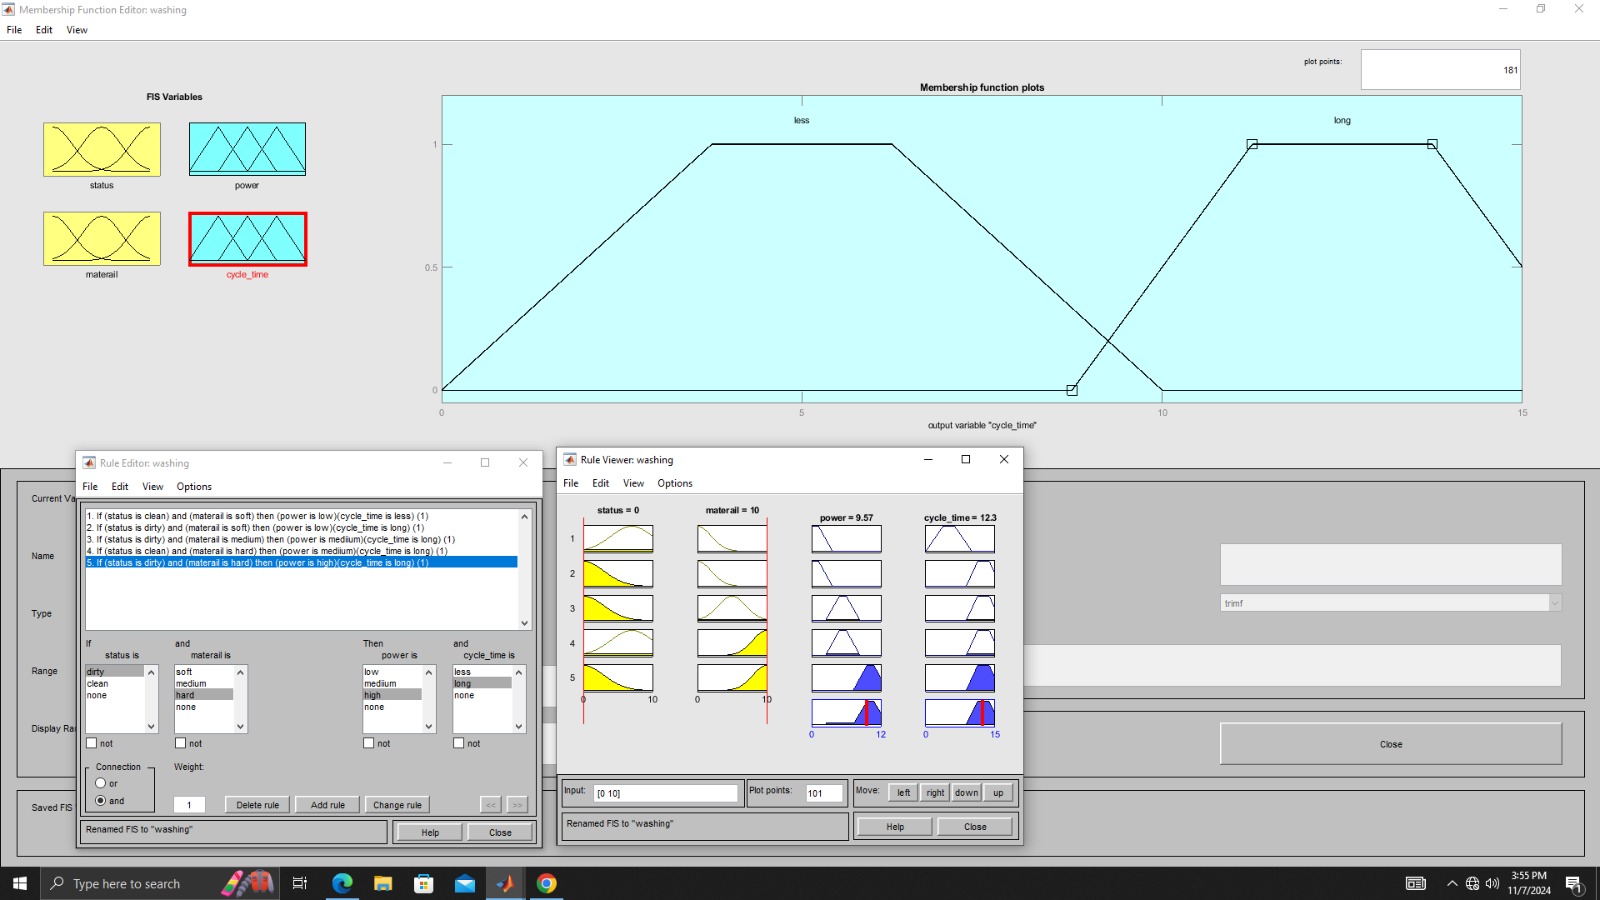 Membership Function Editor: washing
File Edit View
plot points:
181
FIS Variables
Membership function plots
status
power
materail
cycle_time
less
long
1
0.5
0
0 5 10 15
output variable "cycle_time"
Current Va
Name
Type
Range
Display Ra
Saved FIS
trimf
Close
Rule Editor: washing
File Edit View Options
1. If (status is clean) and (materail is soft) then (power is low)(cycle_time is less) (1)
2. If (status is dirty) and (materail is soft) then (power is low)(cycle_time is long) (1)
3. If (status is dirty) and (materail is medium) then (power is mediium)(cycle_time is long) (1)
4. If (status is clean) and (materail is hard) then (power is mediium)(cycle_time is long) (1)
5. If (status is dirty) and (materail is hard) then (power is high)(cycle_time is long) (1)
If and Then and
status is materail is power is cycle_time is
dirty soft low less
clean medium mediium long
none hard high none
none none
not not not not
Connection
or
and
Weight:
1
Delete rule Add rule Change rule << >>
Renamed FIS to "washing"
Help Close
Rule Viewer: washing
File Edit View Options
status = 0 materail = 10 power = 9.57 cycle_time = 12.3
1
2
3
4
5
0 10 0 10
0 12 0 15
Input: [0 10] Plot points: 101 Move: left right down up
Renamed FIS to "washing"
Help Close
Type here to search
3:55 PM
11/7/2024
1